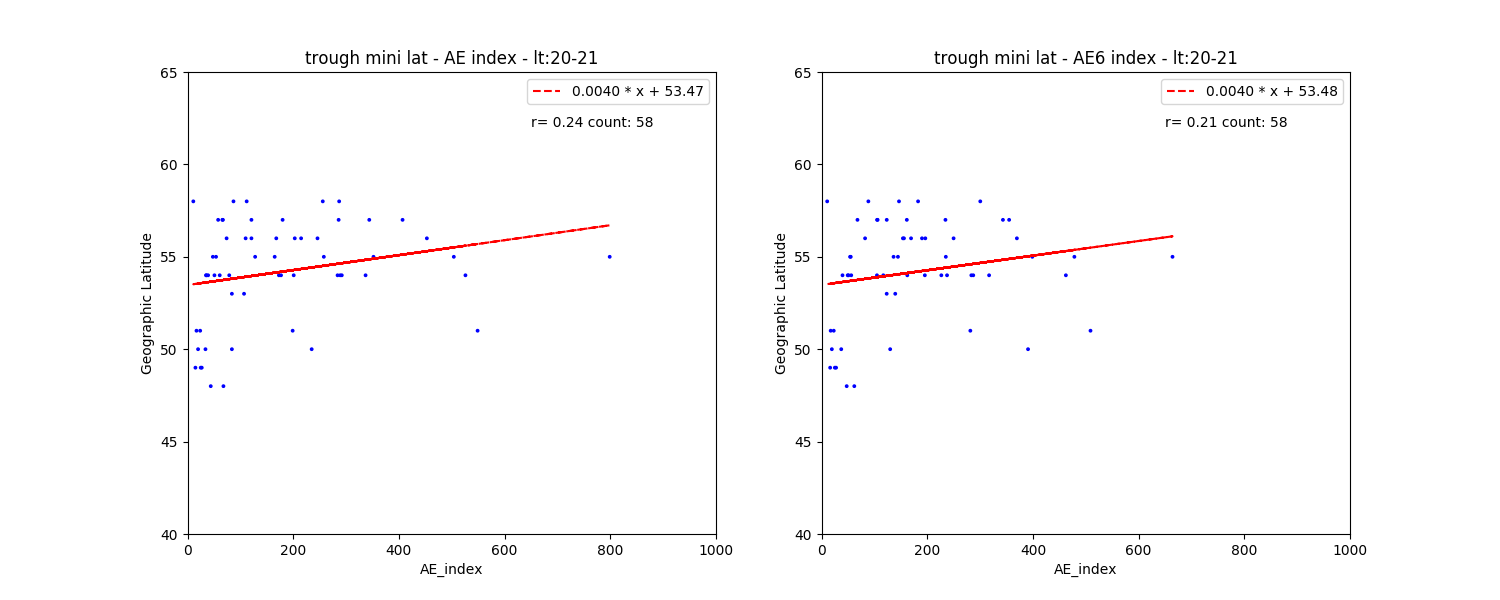 trough mini lat - AE index - lt:20-21
65
60
55
50
45
40
Geographic Latitude
0.0040 * x + 53.47
r= 0.24 count: 58
0 200 400 600 800 1000
AE_index
trough mini lat - AE6 index - lt:20-21
65
60
55
50
45
40
Geographic Latitude
0.0040 * x + 53.48
r= 0.21 count: 58
0 200 400 600 800 1000
AE_index